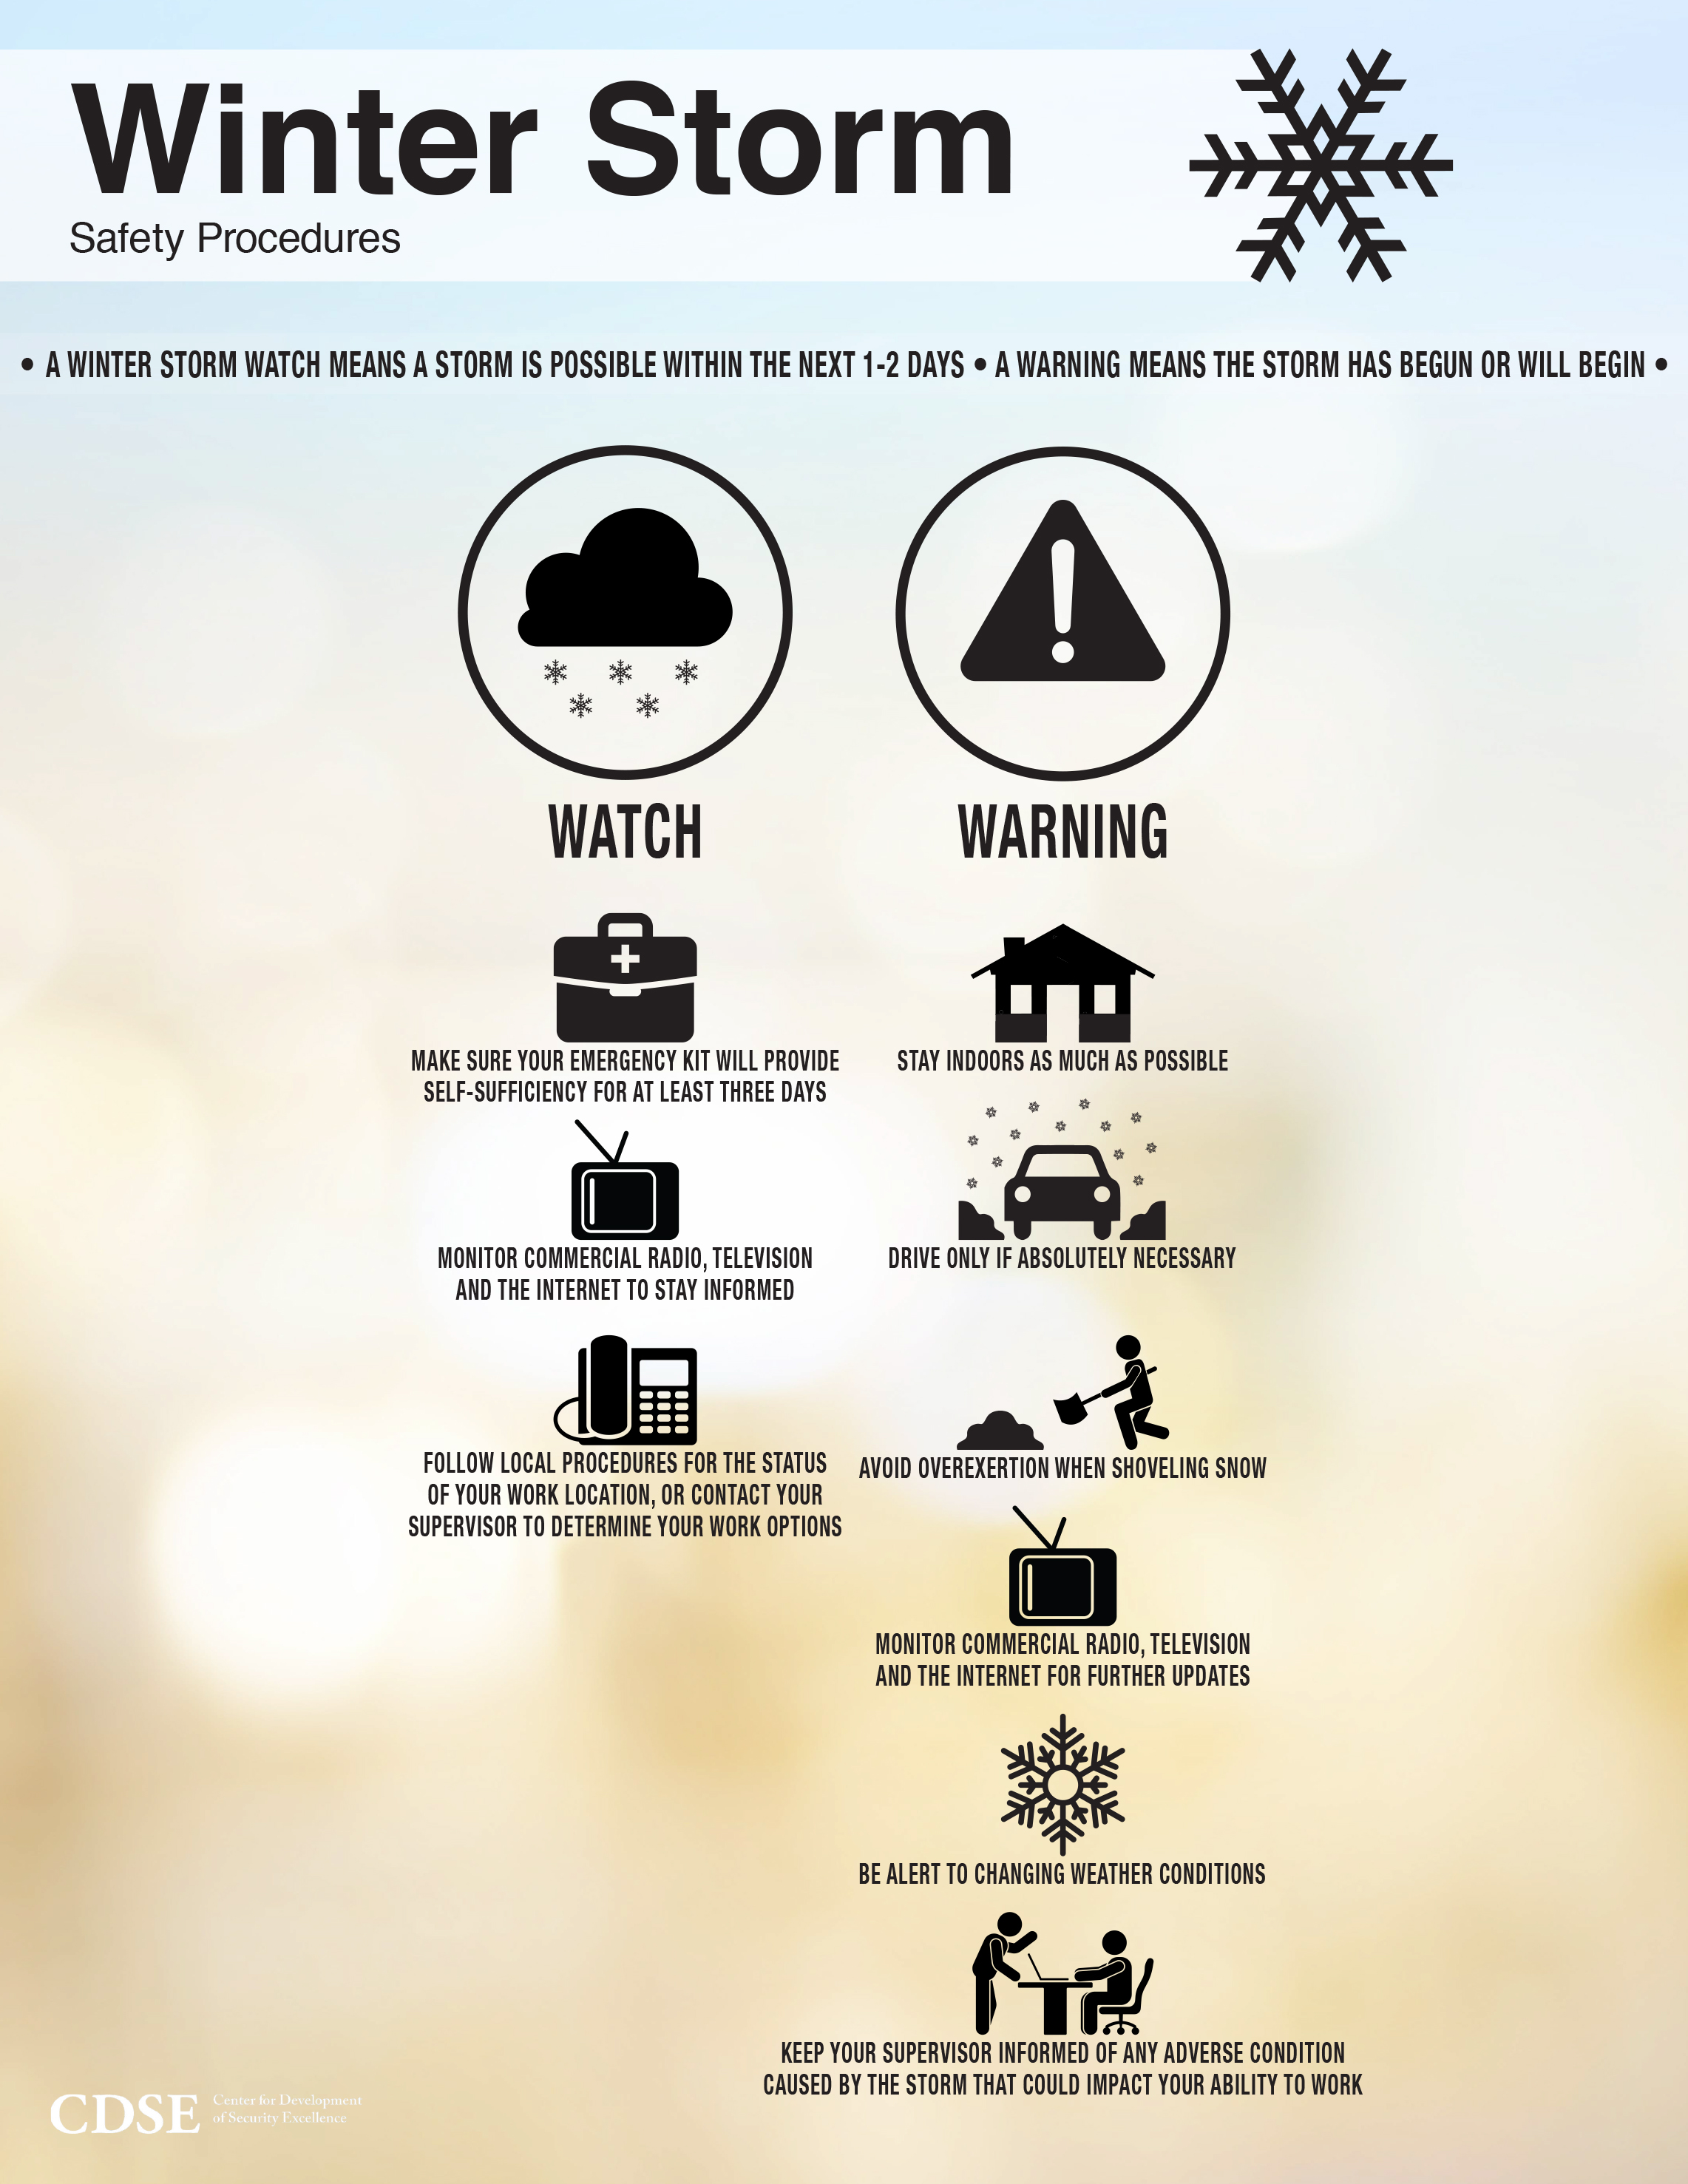 Winter Storm
Safety Procedures
• A WINTER STORM WATCH MEANS A STORM IS POSSIBLE WITHIN THE NEXT 1-2 DAYS • A WARNING MEANS THE STORM HAS BEGUN OR WILL BEGIN •
WATCH
MAKE SURE YOUR EMERGENCY KIT WILL PROVIDE
SELF-SUFFICIENCY FOR AT LEAST THREE DAYS
MONITOR COMMERCIAL RADIO, TELEVISION
AND THE INTERNET TO STAY INFORMED
FOLLOW LOCAL PROCEDURES FOR THE STATUS
OF YOUR WORK LOCATION, OR CONTACT YOUR
SUPERVISOR TO DETERMINE YOUR WORK OPTIONS
WARNING
STAY INDOORS AS MUCH AS POSSIBLE
DRIVE ONLY IF ABSOLUTELY NECESSARY
AVOID OVEREXERTION WHEN SHOVELING SNOW
MONITOR COMMERCIAL RADIO, TELEVISION
AND THE INTERNET FOR FURTHER UPDATES
BE ALERT TO CHANGING WEATHER CONDITIONS
KEEP YOUR SUPERVISOR INFORMED OF ANY ADVERSE CONDITION
CAUSED BY THE STORM THAT COULD IMPACT YOUR ABILITY TO WORK
CDSE
Center for Development
of Security Excellence